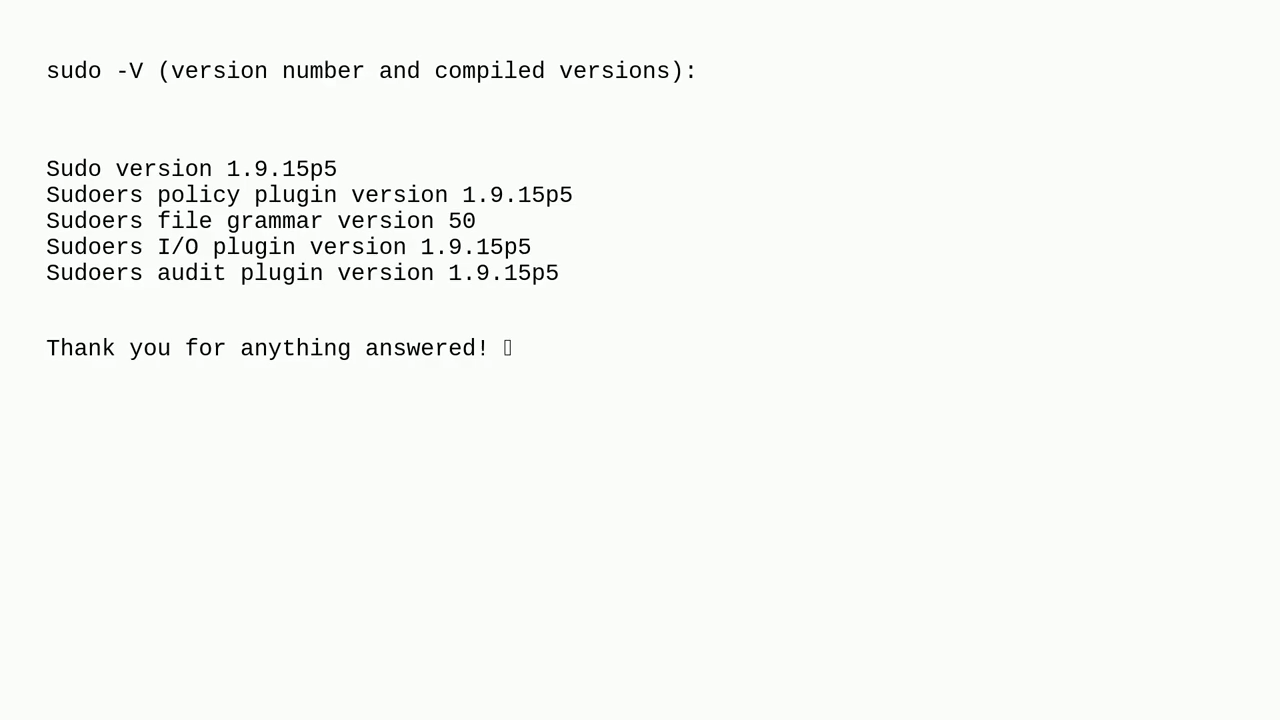 sudo -V (version number and compiled versions):
Sudo version 1.9.15p5
Sudoers policy plugin version 1.9.15p5
Sudoers file grammar version 50
Sudoers I/O plugin version 1.9.15p5
Sudoers audit plugin version 1.9.15p5
Thank you for anything answered!